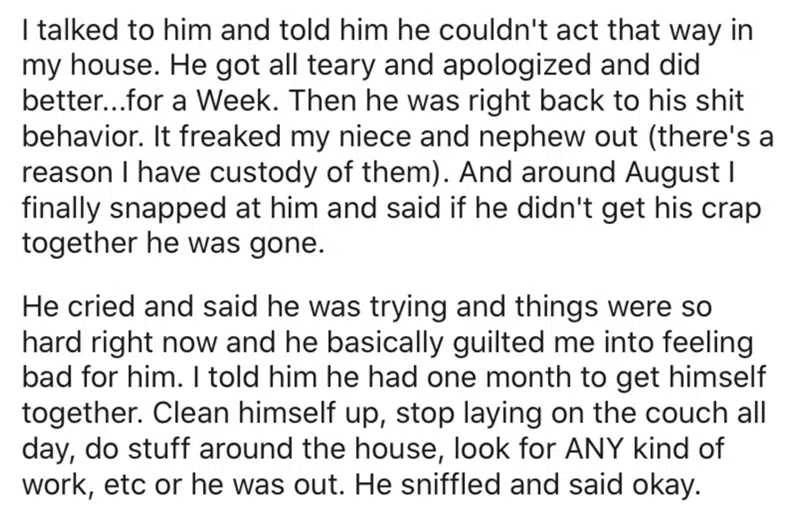 I talked to him and told him he couldn't act that way in
my house. He got all teary and apologized and did
better...for a Week. Then he was right back to his shit
behavior. It freaked my niece and nephew out (there's a
reason I have custody of them). And around August I
finally snapped at him and said if he didn't get his crap
together he was gone.

He cried and said he was trying and things were so
hard right now and he basically guilted me into feeling
bad for him. I told him he had one month to get himself
together. Clean himself up, stop laying on the couch all
day, do stuff around the house, look for ANY kind of
work, etc or he was out. He sniffled and said okay.